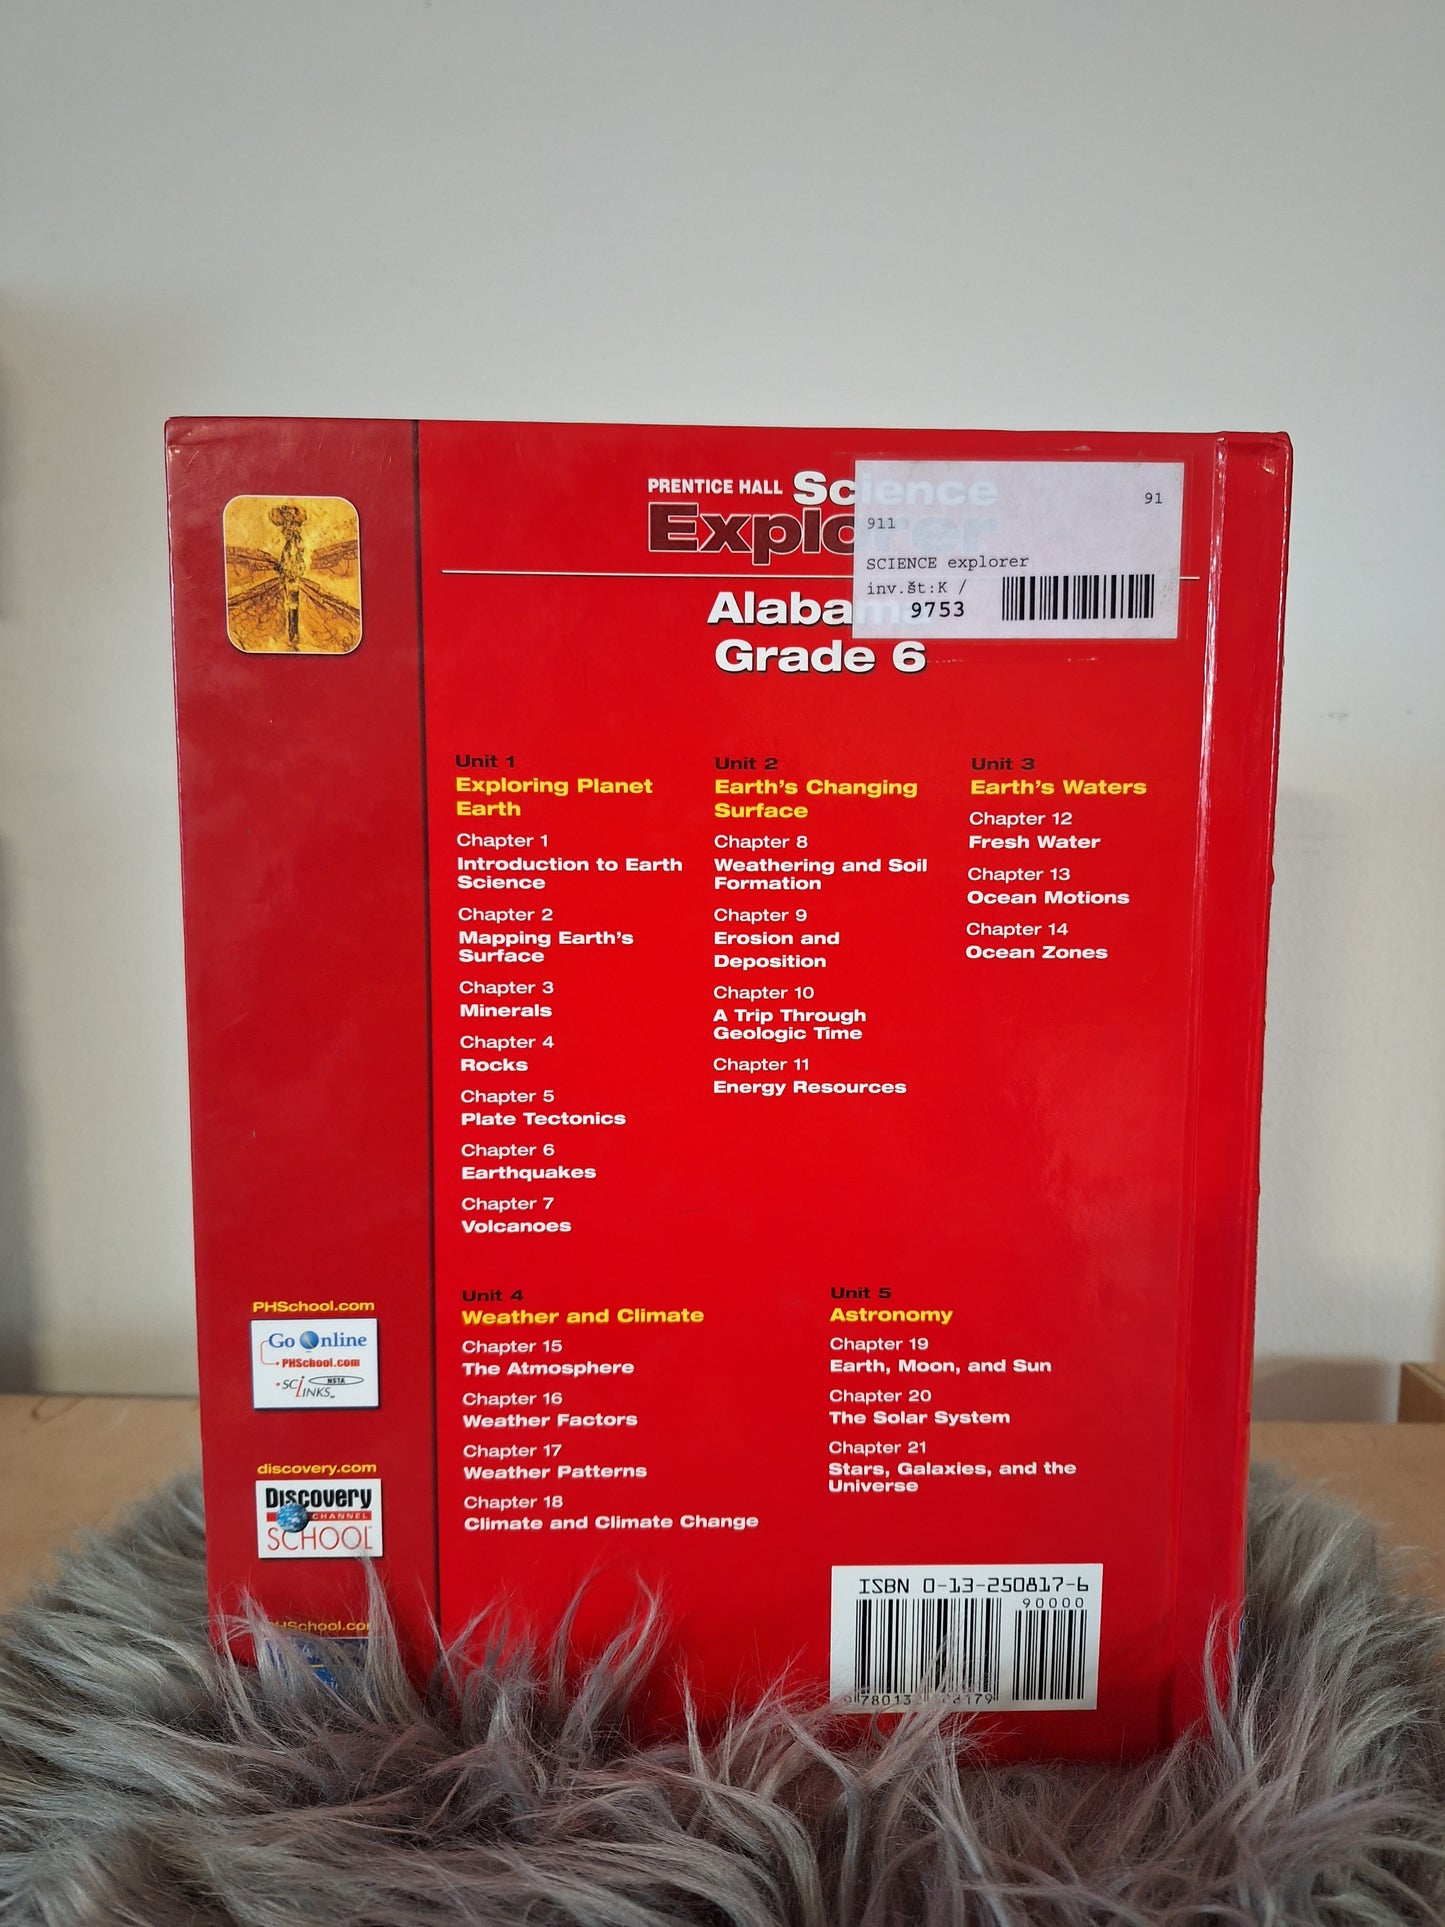 PRENTICE HALL Science
Explorer
Alabama
Grade 6
91
911
SCIENCE explorer
inv.št:K /
9753
Unit 1
Exploring Planet
Earth
Chapter 1
Introduction to Earth
Science
Chapter 2
Mapping Earth's
Surface
Chapter 3
Minerals
Chapter 4
Rocks
Chapter 5
Plate Tectonics
Chapter 6
Earthquakes
Chapter 7
Volcanoes
Unit 2
Earth's Changing
Surface
Chapter 8
Weathering and Soil
Formation
Chapter 9
Erosion and
Deposition
Chapter 10
A Trip Through
Geologic Time
Chapter 11
Energy Resources
Unit 3
Earth's Waters
Chapter 12
Fresh Water
Chapter 13
Ocean Motions
Chapter 14
Ocean Zones
Unit 4
Weather and Climate
Chapter 15
The Atmosphere
Chapter 16
Weather Factors
Chapter 17
Weather Patterns
Chapter 18
Climate and Climate Change
Unit 5
Astronomy
Chapter 19
Earth, Moon, and Sun
Chapter 20
The Solar System
Chapter 21
Stars, Galaxies, and the
Universe
PHSchool.com
Go Online
PHSchool.com
SCiLINKS NSTA
discovery.com
Discovery
CHANNEL
SCHOOL
PHSchool.com
ISBN 0-13-250817-6
90000